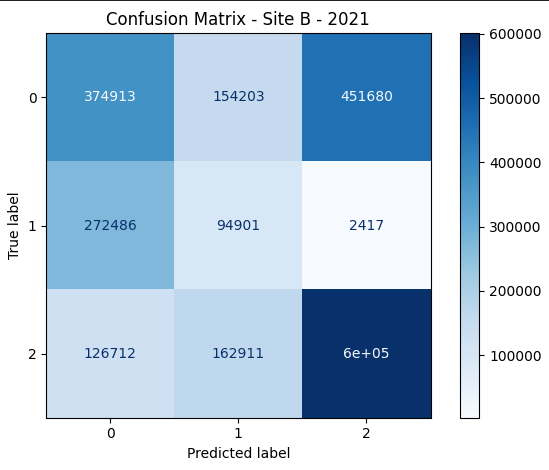 Confusion Matrix - Site B - 2021
0 374913 154203 451680
1 272486 94901 2417
2 126712 162911 6e+05
0 1 2
True label
Predicted label
600000
500000
400000
300000
200000
100000